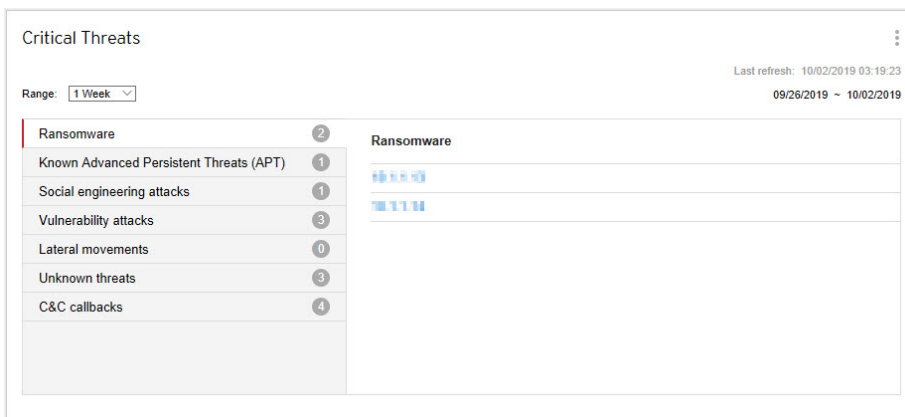 Critical Threats
Last refresh: 10/02/2019 03:19:23
Range: 1 Week
09/26/2019 ~ 10/02/2019
Ransomware 2
Known Advanced Persistent Threats (APT) 1
Social engineering attacks 1
Vulnerability attacks 3
Lateral movements 0
Unknown threats 3
C&C callbacks 4
Ransomware